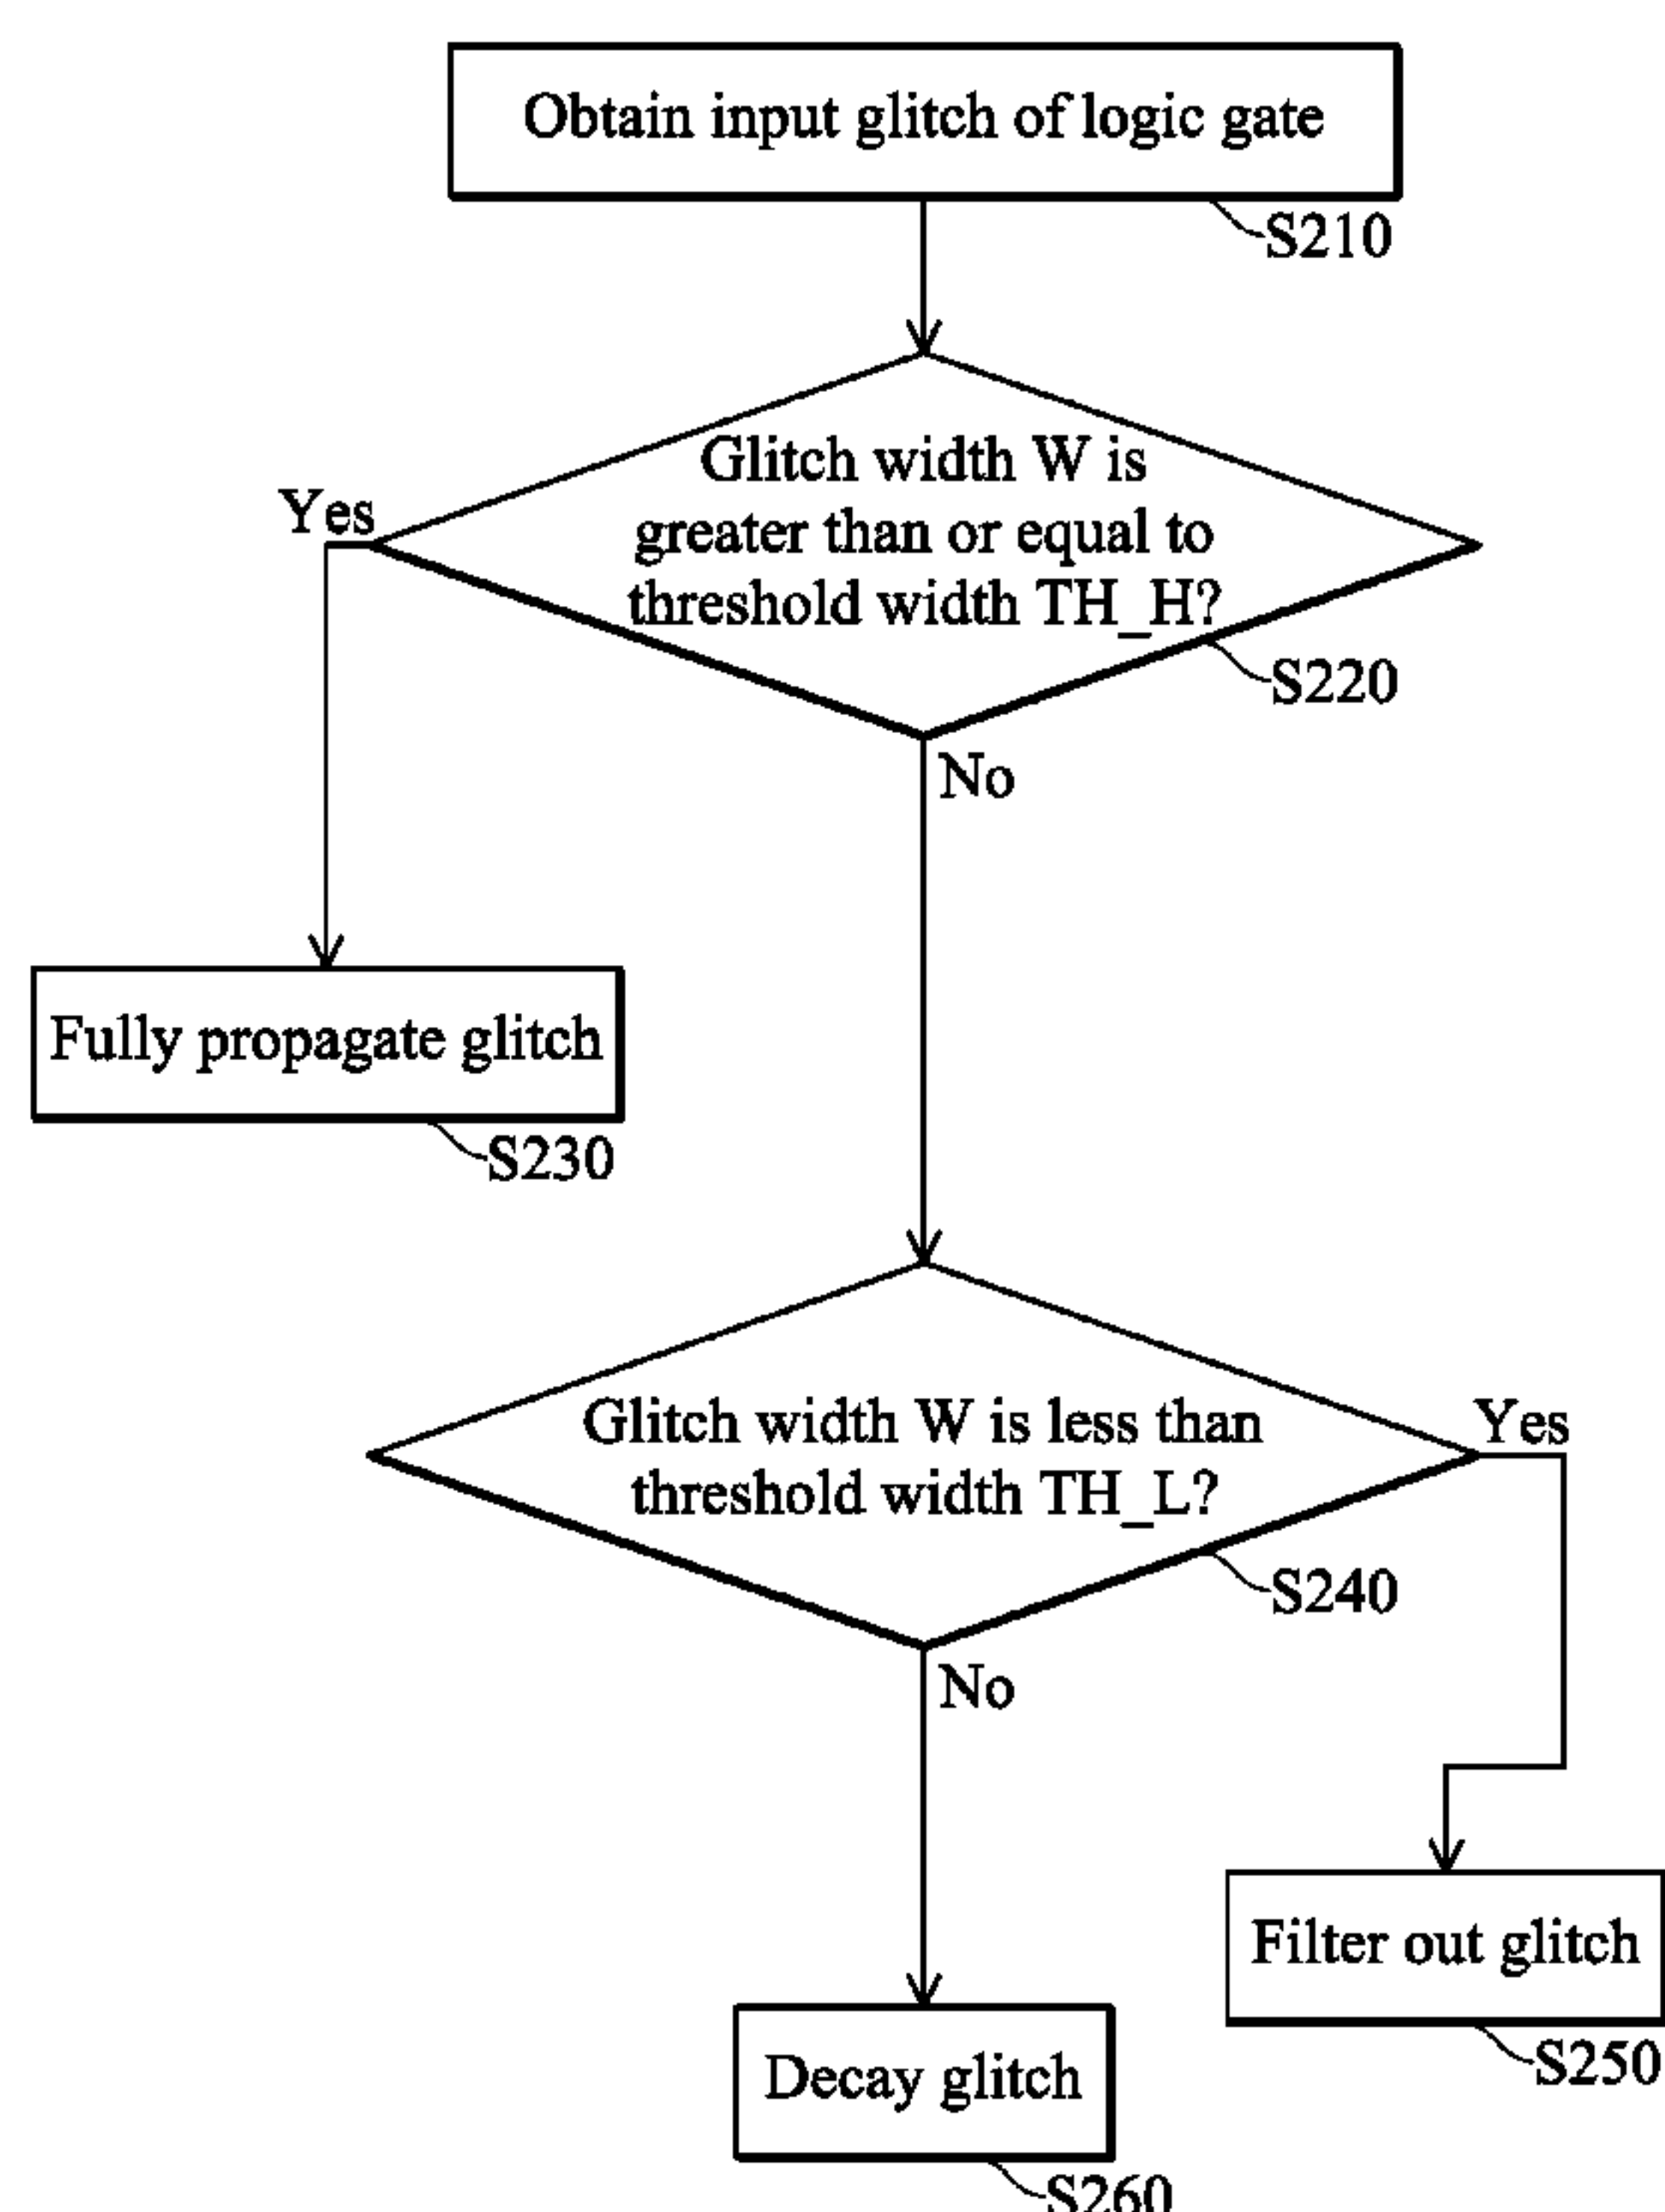 Obtain input glitch of logic gate
S210
Glitch width W is
greater than or equal to
threshold width TH_H?
Yes
S220
No
Fully propagate glitch
S230
Glitch width W is less than
threshold width TH_L?
Yes
S240
No
Filter out glitch
S250
Decay glitch
S260